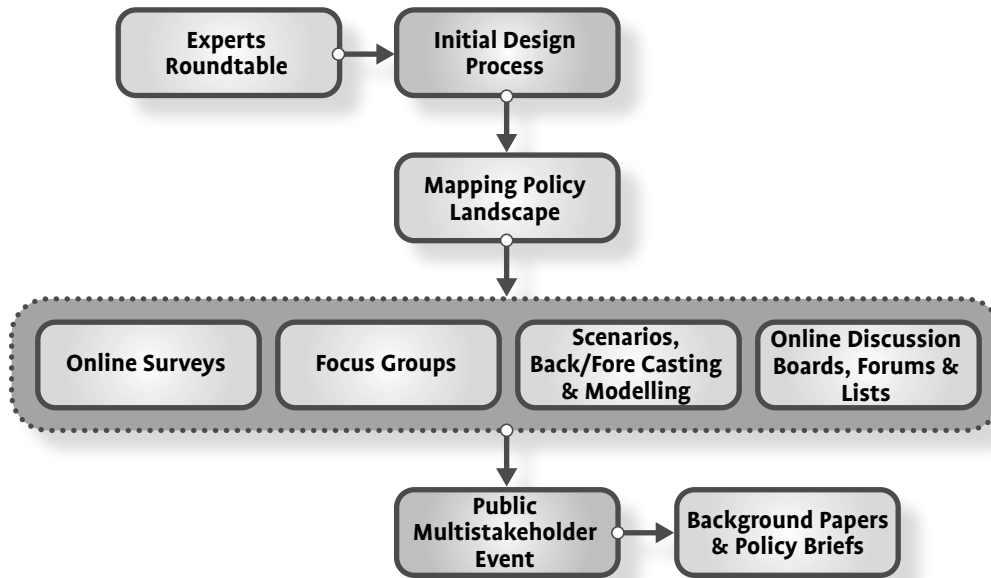 Experts
Roundtable
Initial Design
Process
Mapping Policy
Landscape
Online Surveys
Focus Groups
Scenarios,
Back/Fore Casting
& Modelling
Online Discussion
Boards, Forums &
Lists
Public
Multistakeholder
Event
Background Papers
& Policy Briefs